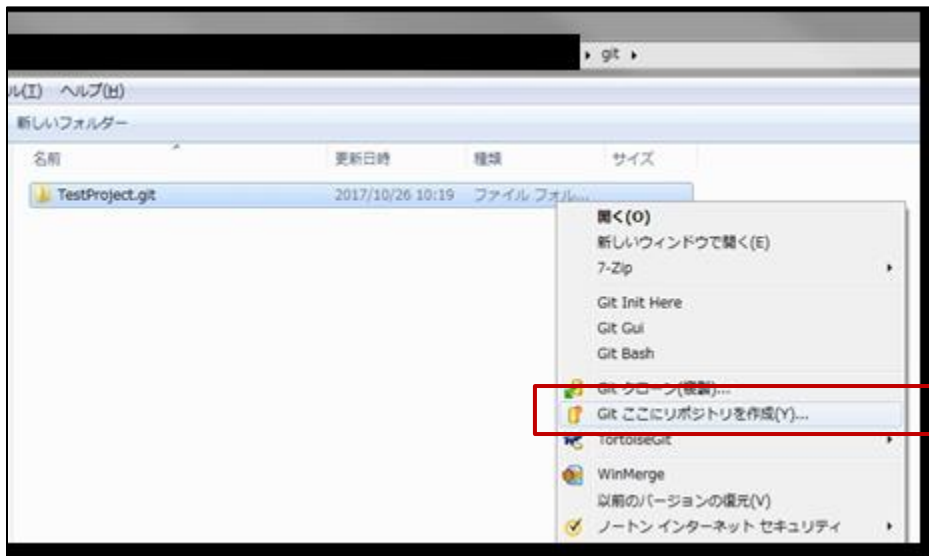 git
ル(T) ヘルプ(H)
新しいフォルダー
名前 更新日時 種類 サイズ
TestProject.git 2017/10/26 10:19 ファイル フォル...
開く(O)
新しいウィンドウで開く(E)
7-Zip
Git Init Here
Git Gui
Git Bash
Git クローン(複製)...
Git ここにリポジトリを作成(Y)...
TortoiseGit
WinMerge
以前のバージョンの復元(V)
ノートン インターネット セキュリティ